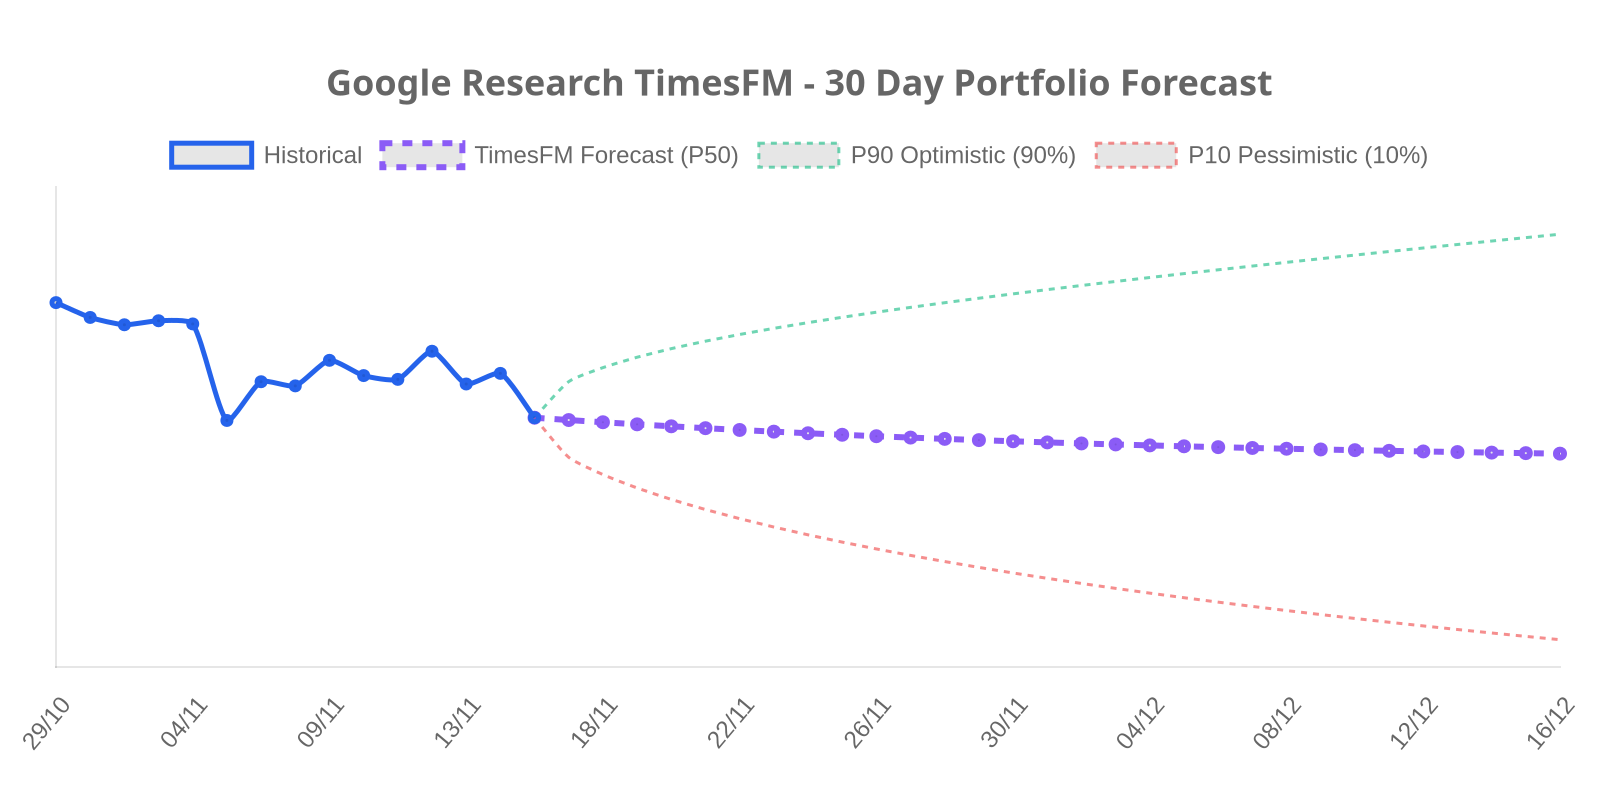 Google Research TimesFM - 30 Day Portfolio Forecast
Historical TimesFM Forecast (P50) P90 Optimistic (90%) P10 Pessimistic (10%)
29/10 04/11 09/11 13/11 18/11 22/11 26/11 30/11 04/12 08/12 12/12 16/12